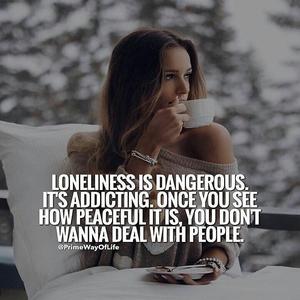 LONELINESS IS DANGEROUS.
IT'S ADDICTING. ONCE YOU SEE
HOW PEACEFUL IT IS, YOU DON'T
WANNA DEAL WITH PEOPLE.
@PrimeWayOfLife